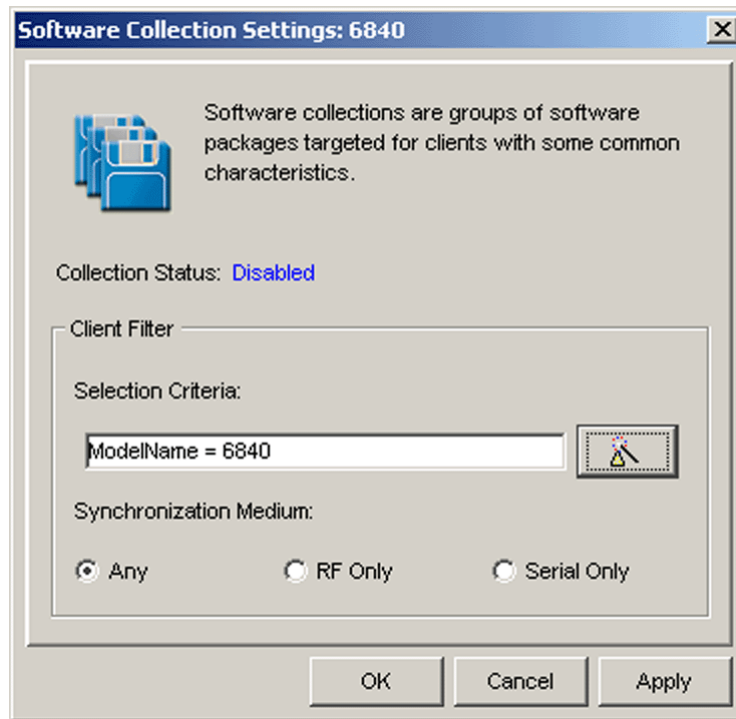 Software Collection Settings: 6840
Software collections are groups of software
packages targeted for clients with some common
characteristics.
Collection Status: Disabled
Client Filter
Selection Criteria:
ModelName = 6840
Synchronization Medium:
Any RF Only Serial Only
OK Cancel Apply